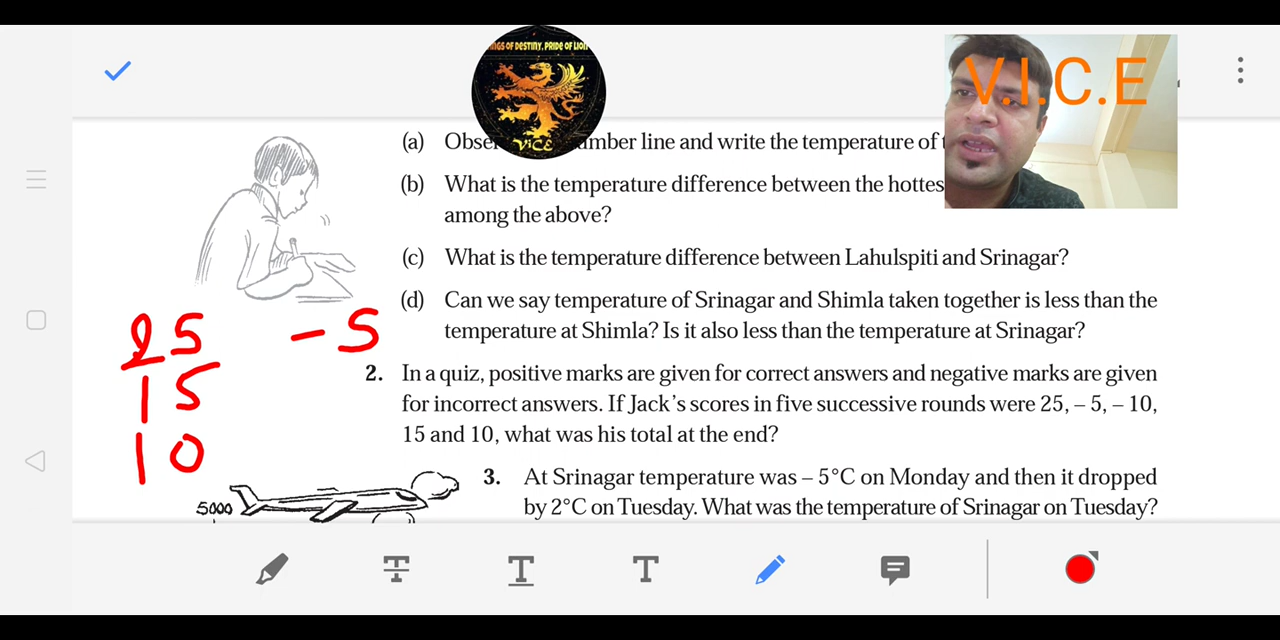 INGS OF DESTINY, PRIDE OF LION
ViCE
V.I.C.E
(a) Obser umber line and write the temperature of
(b) What is the temperature difference between the hottes
among the above?
(c) What is the temperature difference between Lahulspiti and Srinagar?
(d) Can we say temperature of Srinagar and Shimla taken together is less than the
temperature at Shimla? Is it also less than the temperature at Srinagar?
25 - 5
15
10
2. In a quiz, positive marks are given for correct answers and negative marks are given
for incorrect answers. If Jack's scores in five successive rounds were 25, – 5, – 10,
15 and 10, what was his total at the end?
3. At Srinagar temperature was – 5°C on Monday and then it dropped
by 2°C on Tuesday. What was the temperature of Srinagar on Tuesday?
5000
T T T